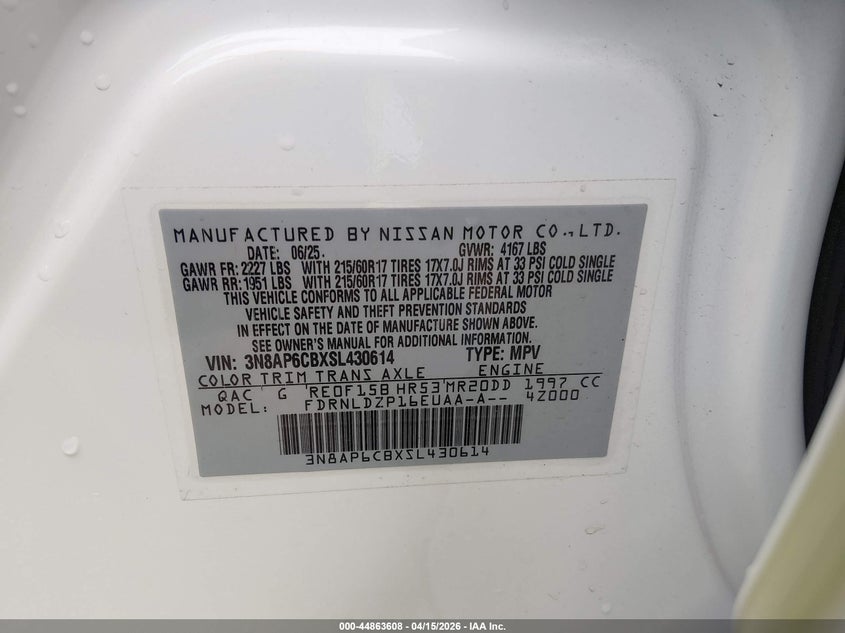 MANUFACTURED BY NISSAN MOTOR CO., LTD.
DATE: 06/25. GVWR: 4167 LBS
GAWR FR: 2227 LBS WITH 215/60R17 TIRES 17X7.0J RIMS AT 33 PSI COLD SINGLE
GAWR RR: 1951 LBS WITH 215/60R17 TIRES 17X7.0J RIMS AT 33 PSI COLD SINGLE
THIS VEHICLE CONFORMS TO ALL APPLICABLE FEDERAL MOTOR
VEHICLE SAFETY AND THEFT PREVENTION STANDARDS
IN EFFECT ON THE DATE OF MANUFACTURE SHOWN ABOVE.
SEE OWNER'S MANUAL FOR ADDITIONAL INFORMATION.
VIN: 3N8AP6CBXSL430614 TYPE: MPV
COLOR TRIM TRANS AXLE ENGINE
QAC G RE0F15B HR53 MR20DD 1997 CC
MODEL: FDRNLDZP16EUAA-A-- 4Z000
3N8AP6CBXSL430614
000-44863608 - 04/15/2026 - IAA Inc.